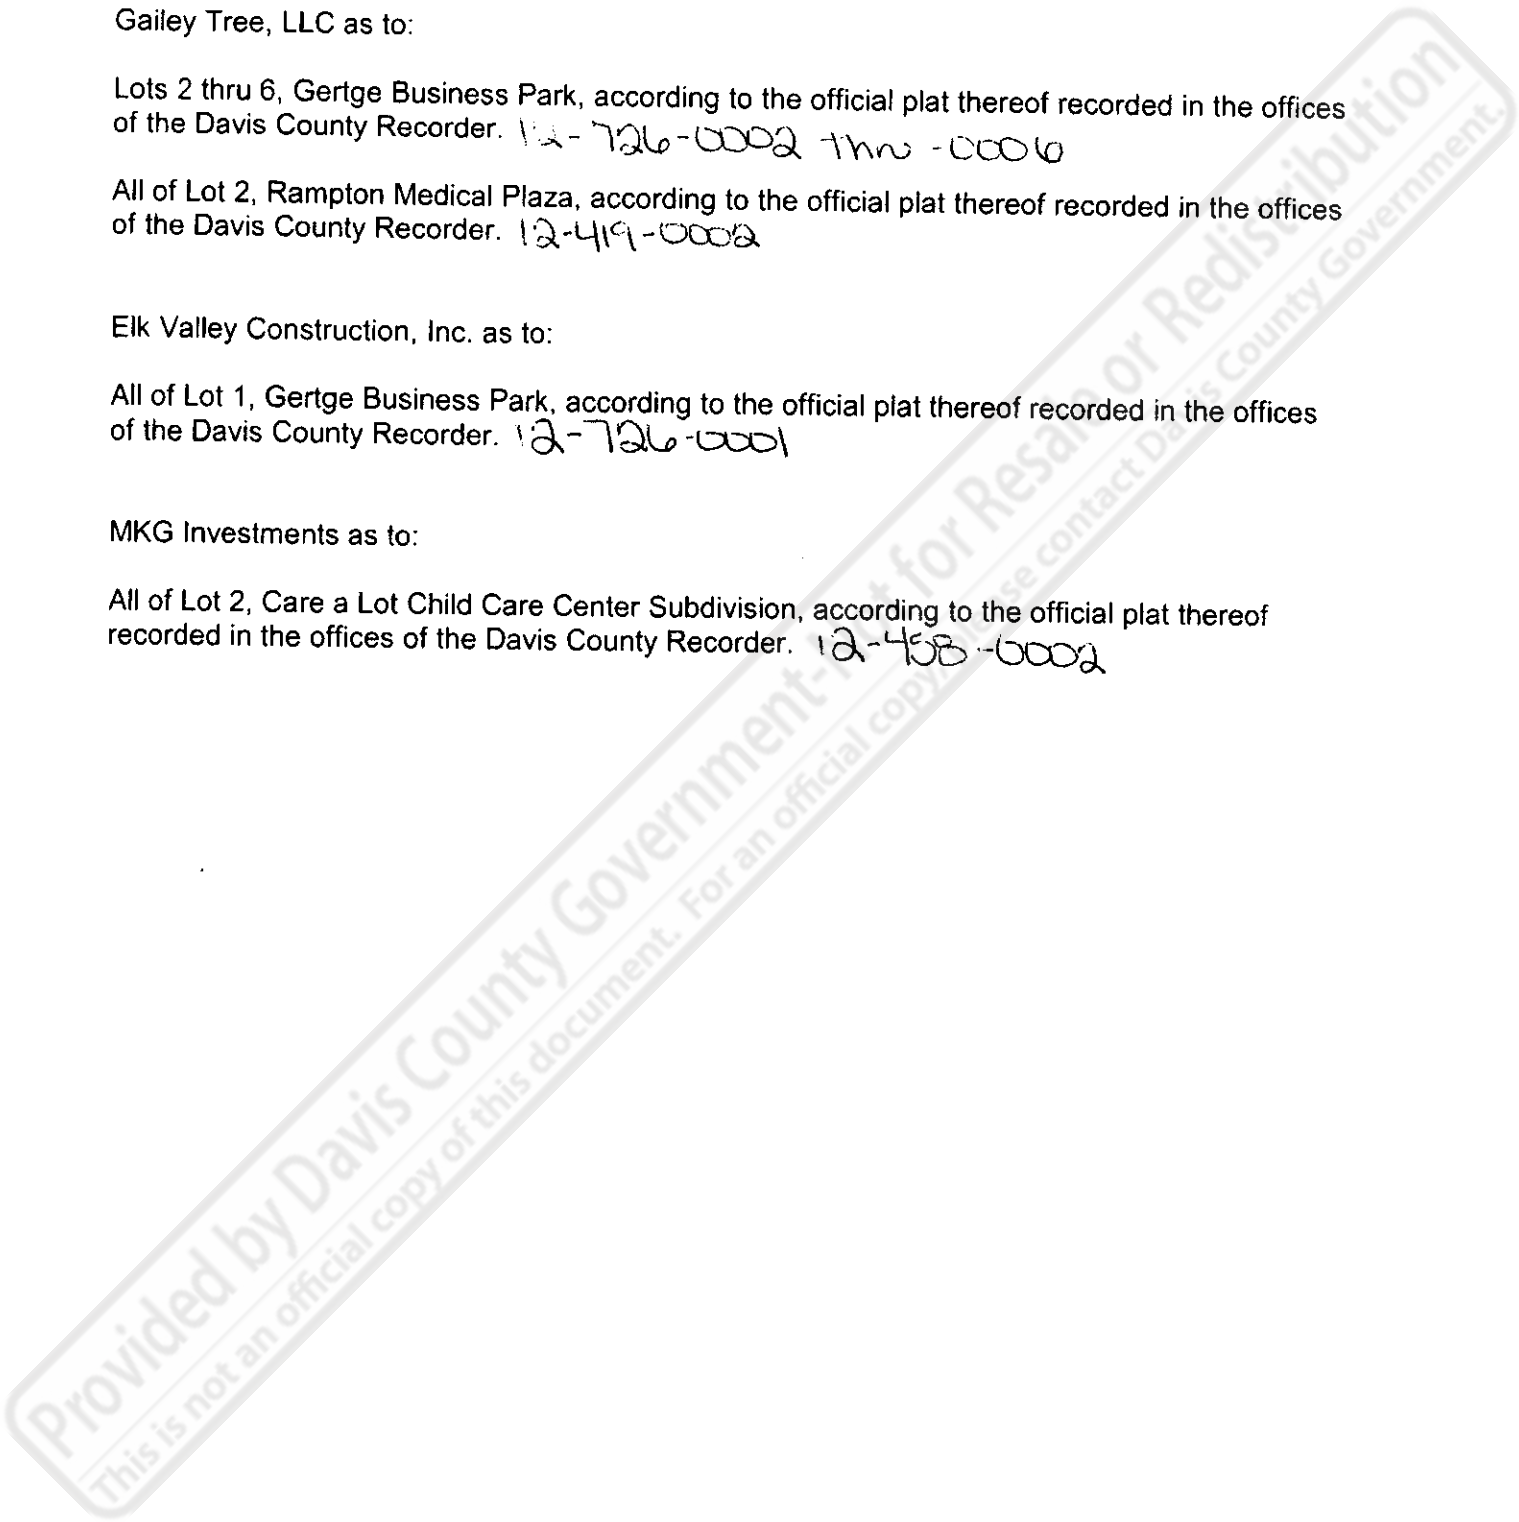 Gailey Tree, LLC as to:
Lots 2 thru 6, Gertge Business Park, according to the official plat thereof recorded in the offices
of the Davis County Recorder. 12-726-0002 thru -0006
All of Lot 2, Rampton Medical Plaza, according to the official plat thereof recorded in the offices
of the Davis County Recorder. 12-419-0002
Elk Valley Construction, Inc. as to:
All of Lot 1, Gertge Business Park, according to the official plat thereof recorded in the offices
of the Davis County Recorder. 12-726-0001
MKG Investments as to:
All of Lot 2, Care a Lot Child Care Center Subdivision, according to the official plat thereof
recorded in the offices of the Davis County Recorder. 12-458-0002
Provided by Davis County Government-Not for Resale or Redistribution
This is not an official copy of this document. For an official copy, please contact Davis County Government.